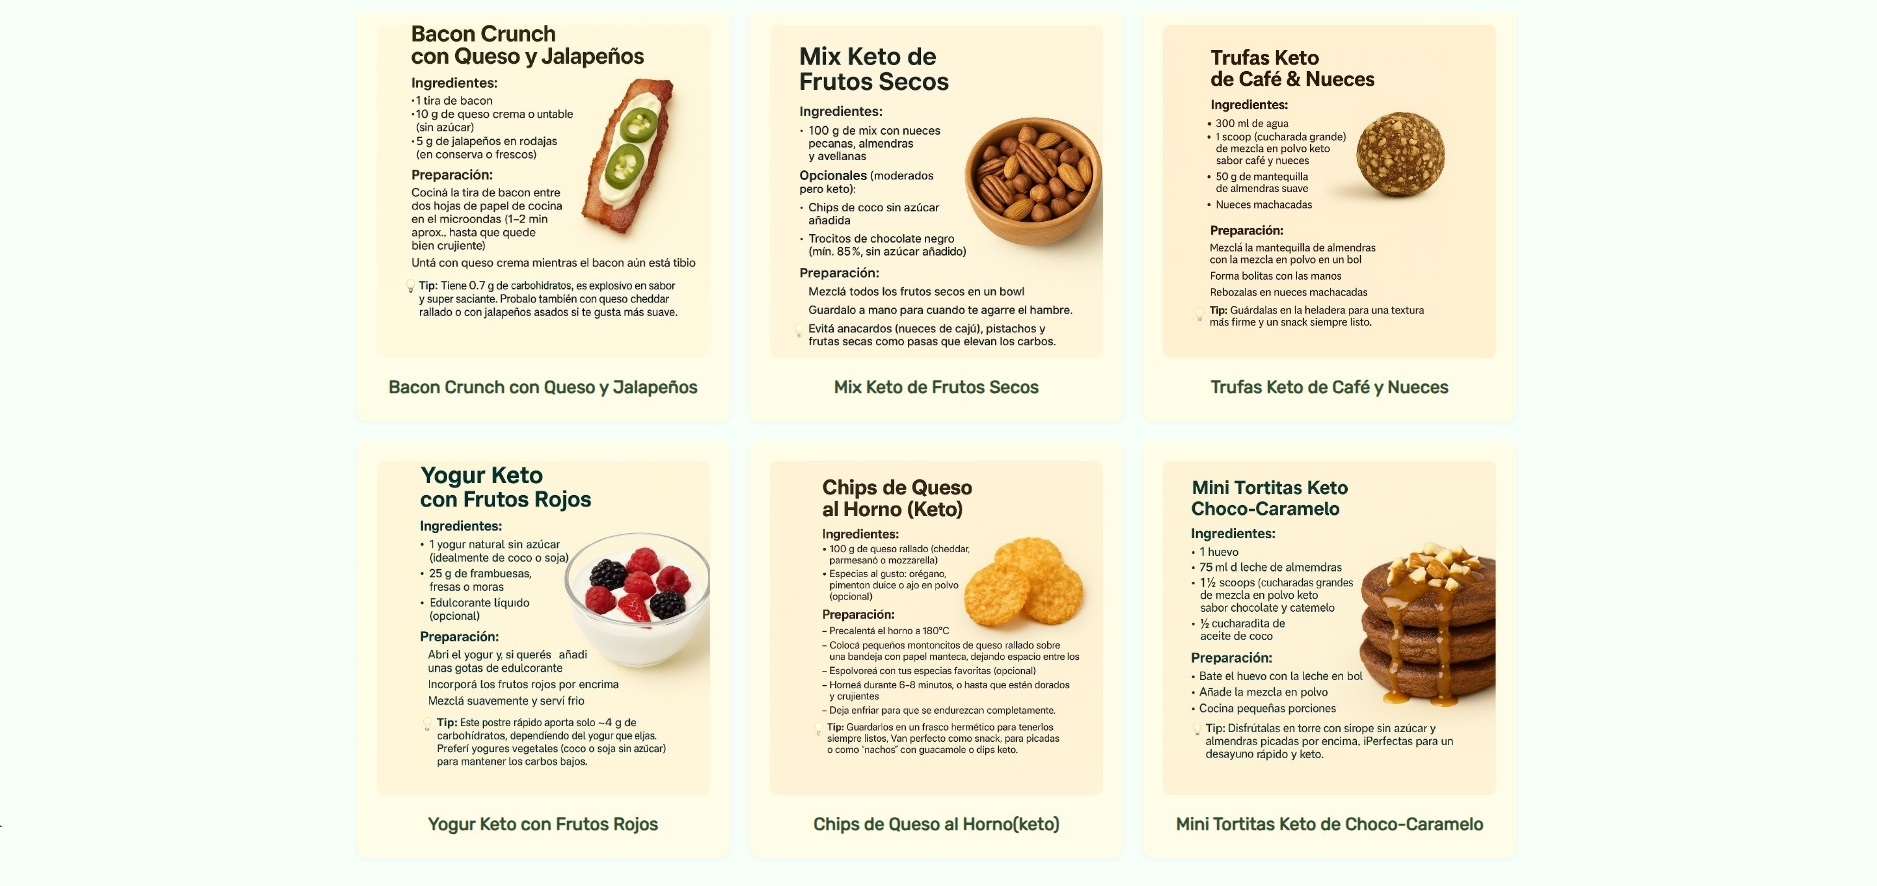 Bacon Crunch
con Queso y Jalapeños
Ingredientes:
•1 tira de bacon
•10 g de queso crema o untable
(sin azúcar)
•5 g de jalapeños en rodajas
(en conserva o frescos)
Preparación:
Cociná la tira de bacon entre
dos hojas de papel de cocina
en el microondas (1–2 min
aprox., hasta que quede
bien crujiente)
Untá con queso crema mientras el bacon aún está tibio
Tip: Tiene 0.7 g de carbohidratos, es explosivo en sabor
y super saciante. Probalo también con queso cheddar
rallado o con jalapeños asados si te gusta más suave.
Bacon Crunch con Queso y Jalapeños
Mix Keto de
Frutos Secos
Ingredientes:
• 100 g de mix con nueces
pecanas, almendras
y avellanas
Opcionales (moderados
pero keto):
• Chips de coco sin azúcar
añadida
• Trocitos de chocolate negro
(mín. 85%, sin azúcar añadido)
Preparación:
Mezclá todos los frutos secos en un bowl
Guardalo a mano para cuando te agarre el hambre.
Evitá anacardos (nueces de cajú), pistachos y
frutas secas como pasas que elevan los carbos.
Mix Keto de Frutos Secos
Trufas Keto
de Café & Nueces
Ingredientes:
• 300 ml de agua
• 1 scoop (cucharada grande)
de mezcla en polvo keto
sabor café y nueces
• 50 g de mantequilla
de almendras suave
• Nueces machacadas
Preparación:
Mezclá la mantequilla de almendras
con la mezcla en polvo en un bol
Forma bolitas con las manos
Rebozalas en nueces machacadas
Tip: Guárdalas en la heladera para una textura
más firme y un snack siempre listo.
Trufas Keto de Café y Nueces
Yogur Keto
con Frutos Rojos
Ingredientes:
• 1 yogur natural sin azúcar
(idealmente de coco o soja)
• 25 g de frambuesas,
fresas o moras
• Edulcorante líquido
(opcional)
Preparación:
Abri el yogur y, si querés añadi
unas gotas de edulcorante
Incorporá los frutos rojos por encima
Mezclá suavemente y serví frio
Tip: Este postre rápido aporta solo ~4 g de
carbohídratos, dependiendo del yogur que eljas.
Preferí yogures vegetales (coco o soja sin azúcar)
para mantener los carbos bajos.
Yogur Keto con Frutos Rojos
Chips de Queso
al Horno (Keto)
Ingredientes:
• 100 g de queso rallado (cheddar,
parmesano o mozzarella)
• Especias al gusto: orégano,
pimenton dulce o ajo en polvo
(opcional)
Preparación:
– Precalentá el horno a 180°C
– Colocá pequeños montoncitos de queso rallado sobre
una bandeja con papel manteca, dejando espacio entre los
– Espolvoreá con tus especias favoritas (opcional)
– Horneá durante 6–8 minutos, o hasta que estén dorados
y crujientes
– Deja enfriar para que se endurezcan completamente.
Tip: Guardarlos en un frasco hermético para tenerlos
siempre listos, Van perfecto como snack, para picadas
o como "nachos" con guacamole o dips keto.
Chips de Queso al Horno(keto)
Mini Tortitas Keto
Choco-Caramelo
Ingredientes:
• 1 huevo
• 75 ml d leche de almemdras
• 1½ scoops (cucharadas grandes
de mezcla en polvo keto
sabor chocolate y catemelo
• ½ cucharadita de
aceite de coco
Preparación:
• Bate el huevo con la leche en bol
• Añade la mezcla en polvo
• Cocina pequeñas porciones
Tip: Disfrútalas en torre con sirope sin azúcar y
almendras picadas por encima, ¡Perfectas para un
desayuno rápido y keto.
Mini Tortitas Keto de Choco-Caramelo